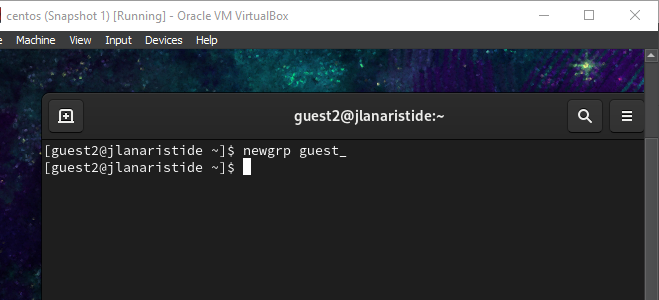 centos (Snapshot 1) [Running] - Oracle VM VirtualBox
e Machine View Input Devices Help
guest2@jlanaristide:~
[guest2@jlanaristide ~]$ newgrp guest_
[guest2@jlanaristide ~]$